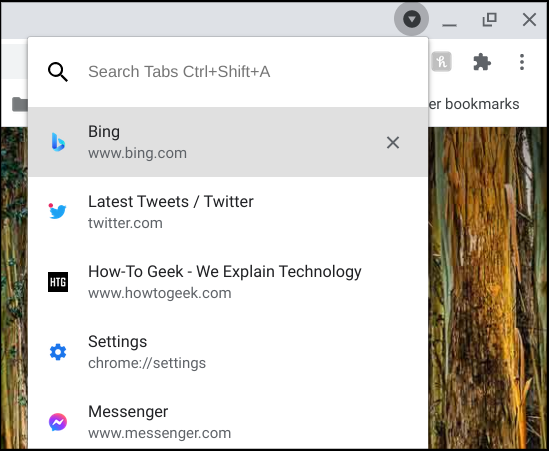 Search Tabs Ctrl+Shift+A
er bookmarks
Bing
www.bing.com
Latest Tweets / Twitter
twitter.com
HTG
How-To Geek - We Explain Technology
www.howtogeek.com
Settings
chrome://settings
Messenger
www.messenger.com